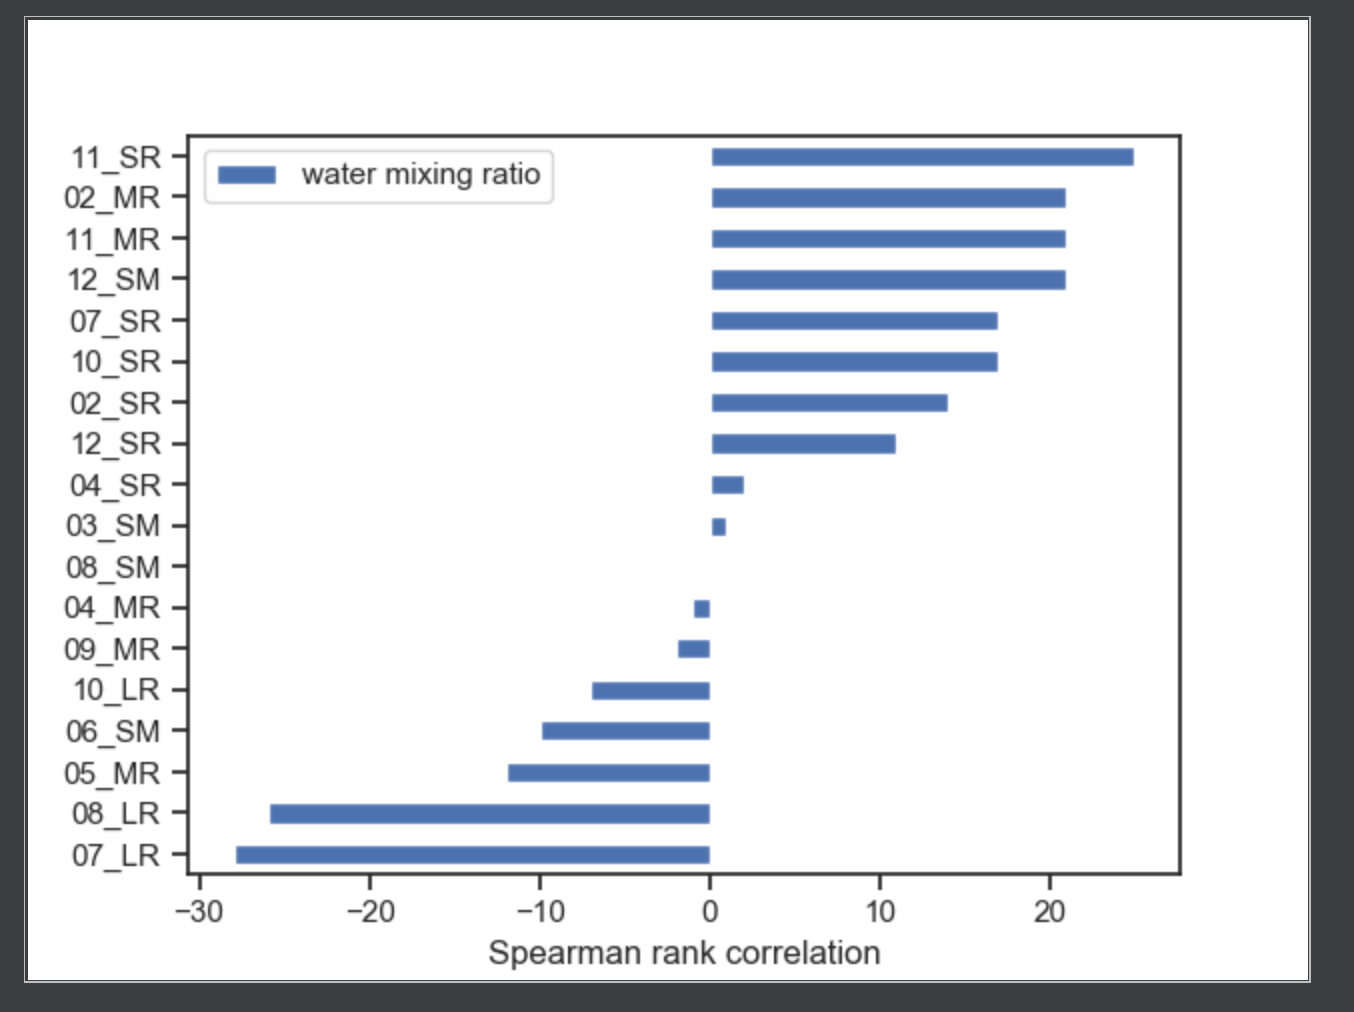 water mixing ratio
11_SR
02_MR
11_MR
12_SM
07_SR
10_SR
02_SR
12_SR
04_SR
03_SM
08_SM
04_MR
09_MR
10_LR
06_SM
05_MR
08_LR
07_LR
−30 −20 −10 0 10 20
Spearman rank correlation